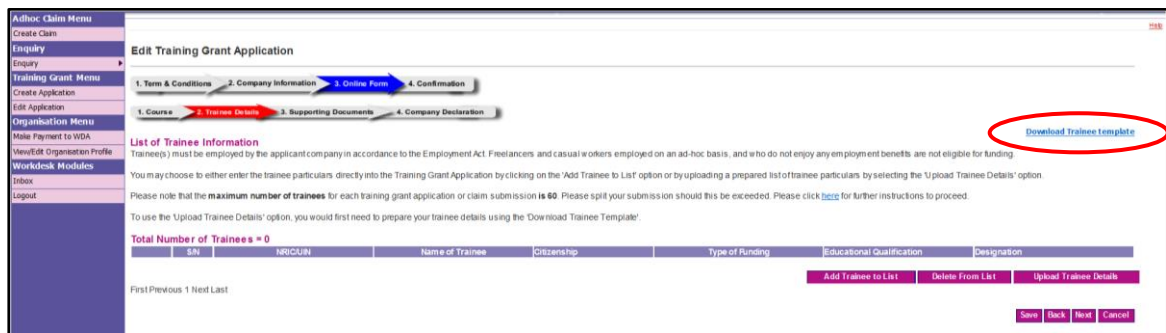 Adhoc Claim Menu
Create Claim
Enquiry
Enquiry
Training Grant Menu
Create Application
Edit Application
Organisation Menu
Make Payment to WDA
View/Edit Organisation Profile
Workdesk Modules
Inbox
Logout
Help
Edit Training Grant Application
1. Term & Conditions 2. Company Information 3. Online Form 4. Confirmation
1. Course 2. Trainee Details 3. Supporting Documents 4. Company Declaration
Download Trainee template
List of Trainee Information
Trainee(s) must be employed by the applicant company in accordance to the Employment Act. Freelancers and casual workers employed on an ad-hoc basis, and who do not enjoy any employment benefits are not eligible for funding.
You may choose to either enter the trainee particulars directly into the Training Grant Application by clicking on the 'Add Trainee to List' option or by uploading a prepared list of trainee particulars by selecting the 'Upload Trainee Details' option.
Please note that the maximum number of trainees for each training grant application or claim submission is 60. Please split your submission should this be exceeded. Please click here for further instructions to proceed.
To use the 'Upload Trainee Details' option, you would first need to prepare your trainee details using the 'Download Trainee Template'.
Total Number of Trainees = 0
S/N NRIC/UIN Name of Trainee Citizenship Type of Funding Educational Qualification Designation
Add Trainee to List Delete From List Upload Trainee Details
First Previous 1 Next Last
Save Back Next Cancel